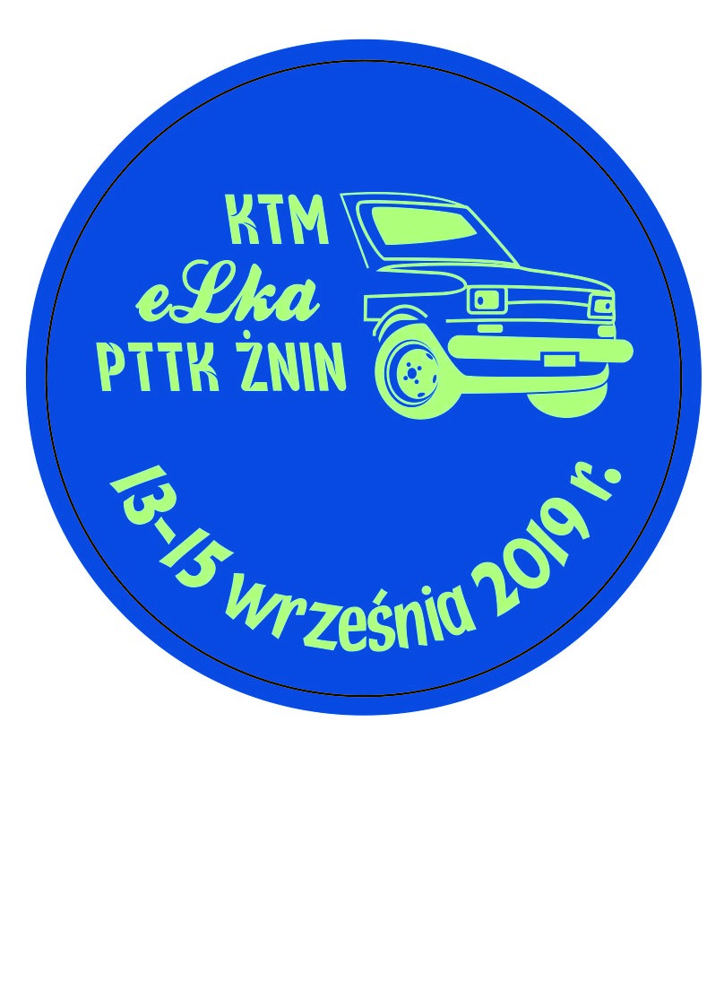 KTM
eLka
PTTK ŻNIN
13-15 września 2019 r.